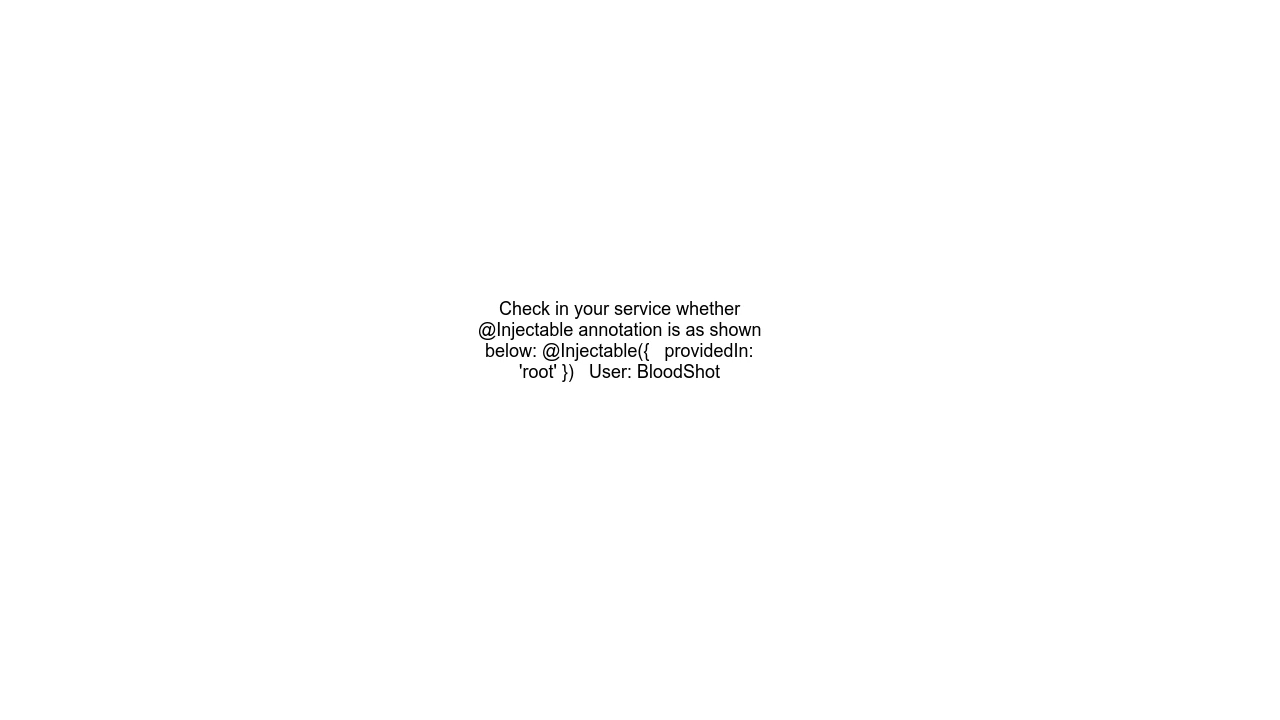 Check in your service whether
@Injectable annotation is as shown
below: @Injectable({   providedIn:
'root' })   User: BloodShot